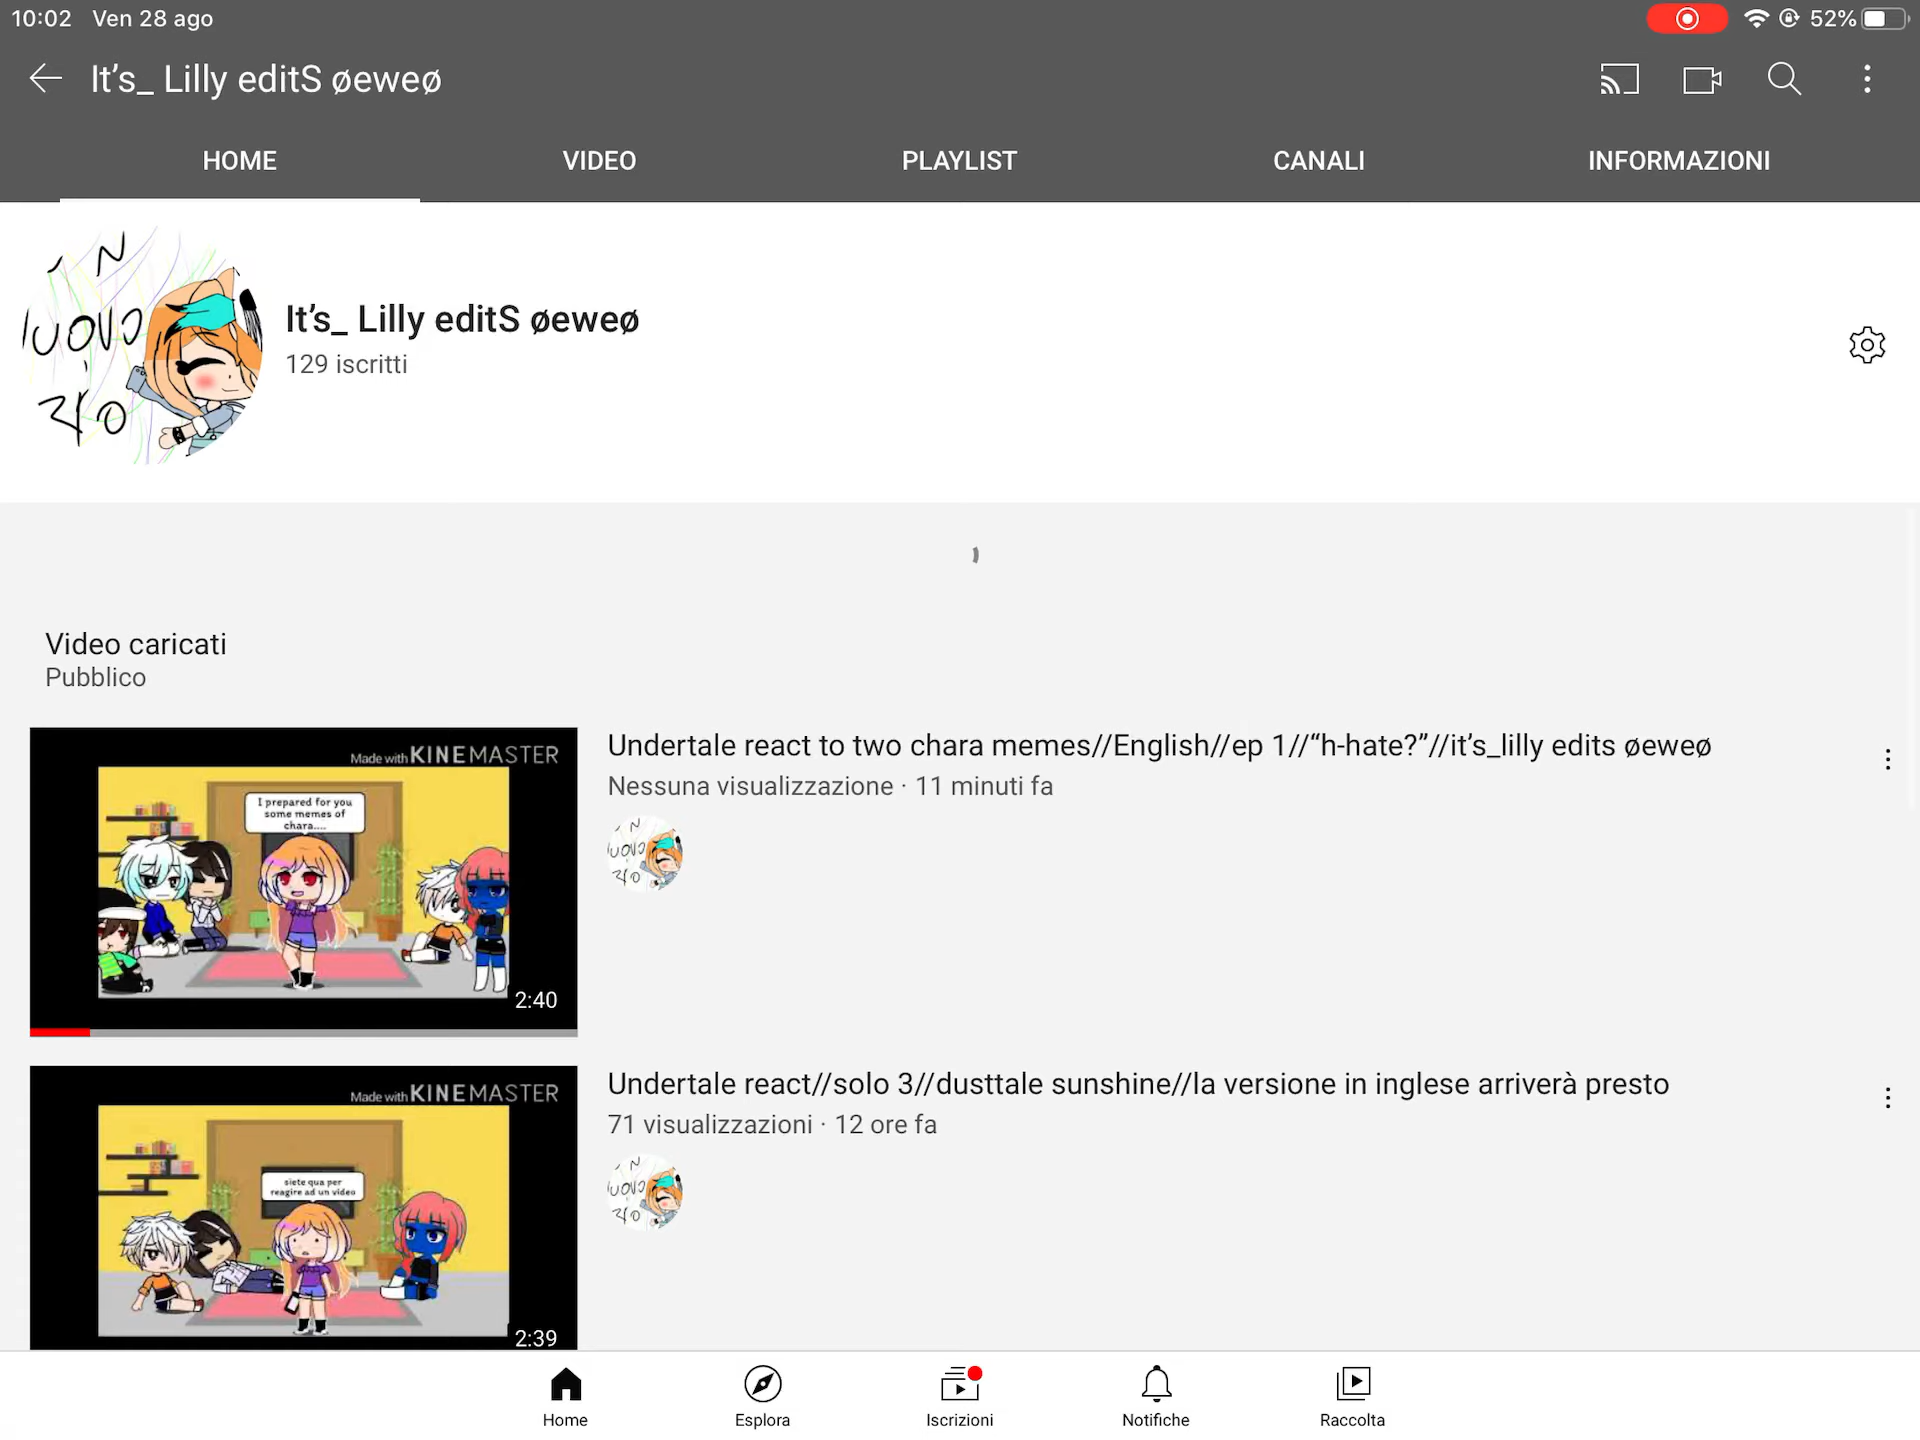 10:02 Ven 28 ago
52%
It’s_ Lilly editS øeweø
HOME VIDEO PLAYLIST CANALI INFORMAZIONI
It’s_ Lilly editS øeweø
129 iscritti
Video caricati
Pubblico
Made with KINEMASTER
I prepared for you
some memes of
chara....
2:40
Undertale react to two chara memes//English//ep 1//“h-hate?”//it’s_lilly edits øeweø
Nessuna visualizzazione · 11 minuti fa
Made with KINEMASTER
siete qua per
reagire ad un video
2:39
Undertale react//solo 3//dusttale sunshine//la versione in inglese arriverà presto
71 visualizzazioni · 12 ore fa
Home Esplora Iscrizioni Notifiche Raccolta